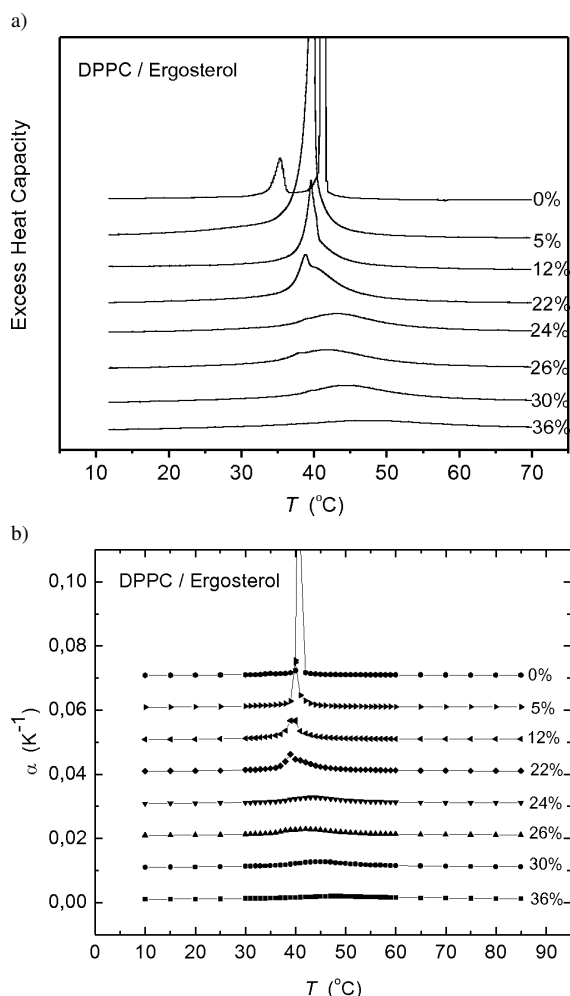 a)
DPPC / Ergosterol
Excess Heat Capacity
0%
5%
12%
22%
24%
26%
30%
36%
10 20 30 40 50 60 70
T (°C)
b)
DPPC / Ergosterol
α (K⁻¹)
0,10
0,08
0,06
0,04
0,02
0,00
0%
5%
12%
22%
24%
26%
30%
36%
0 10 20 30 40 50 60 70 80 90
T (°C)